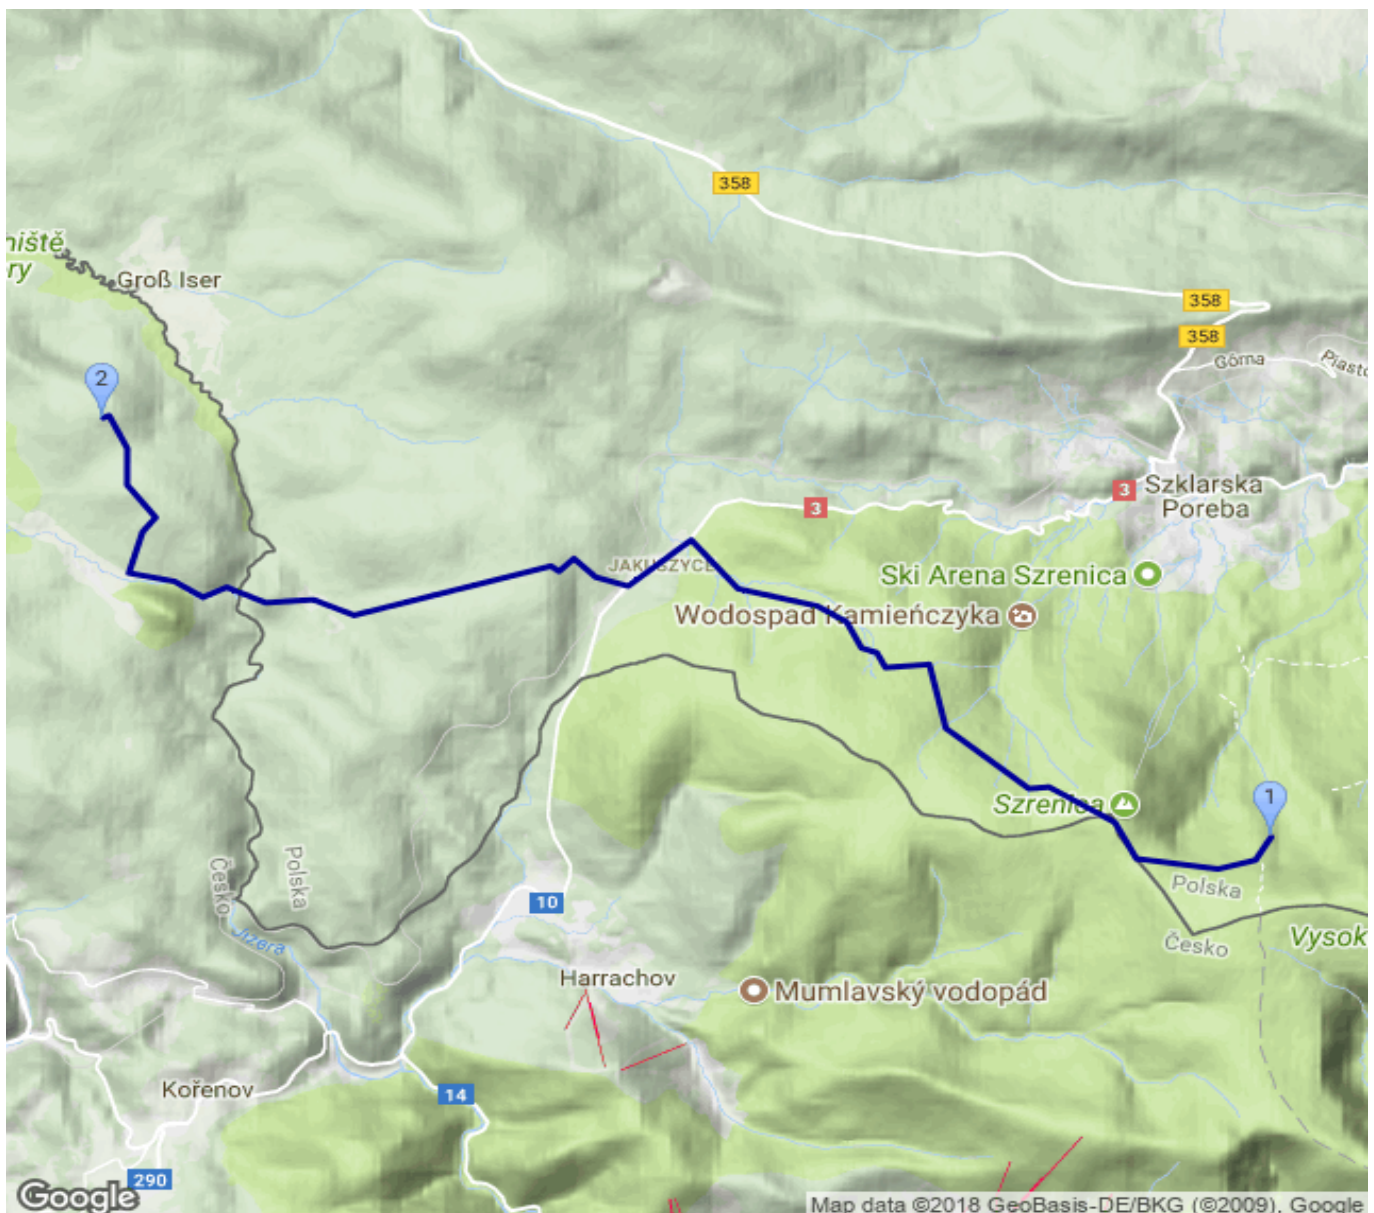 358
niště
ry
Groß Iser
358
358
Górna
Piasto
2
3
3
Szklarska
Poreba
JAKUSZYCE
Ski Arena Szrenica
Wodospad Kamieńczyka
Szrenica
1
Polska
Česko
Polska
Česko
Vysok
10
Jizera
Harrachov
Mumlavský vodopád
Kořenov
14
290
Google
Map data ©2018 GeoBasis-DE/BKG (©2009), Google